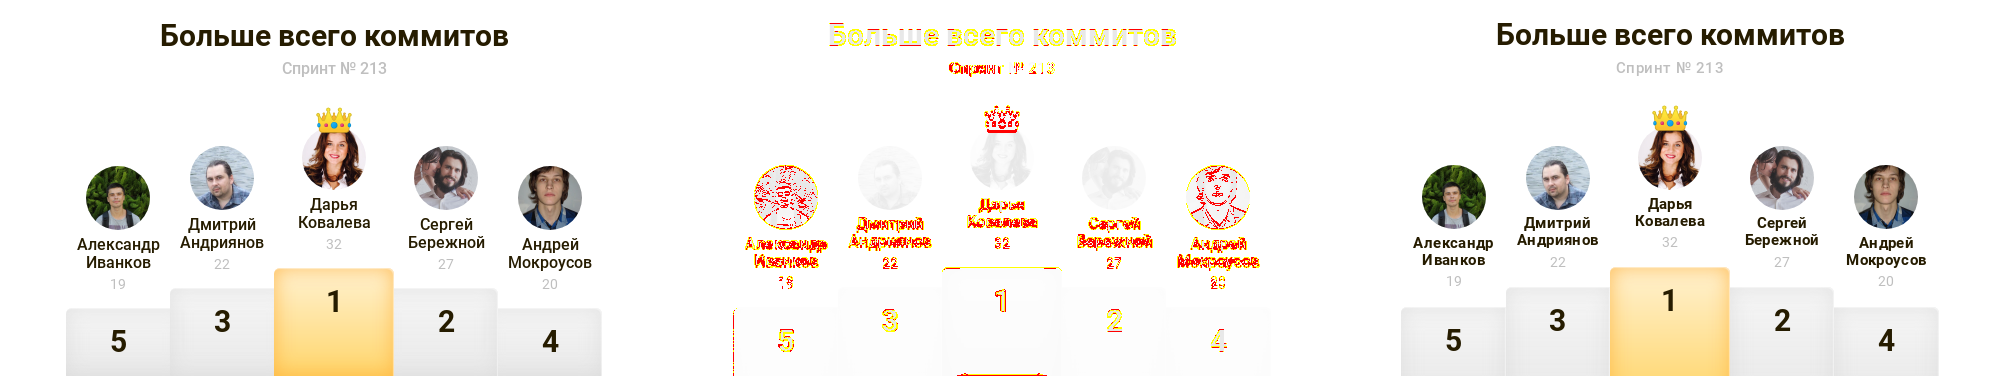 Больше всего коммитов
Спринт № 213
Дарья
Ковалева
32
Дмитрий
Андриянов
22
Сергей
Бережной
27
Александр
Иванков
19
Андрей
Мокроусов
20
1
3
2
5
4
Больше всего коммитов
Спринт № 213
Дарья
Ковалева
32
Дмитрий
Андриянов
22
Сергей
Бережной
27
Александр
Иванков
19
Андрей
Мокроусов
20
1
3
2
5
4
Больше всего коммитов
Спринт № 213
Дарья
Ковалева
32
Дмитрий
Андриянов
22
Сергей
Бережной
27
Александр
Иванков
19
Андрей
Мокроусов
20
1
3
2
5
4